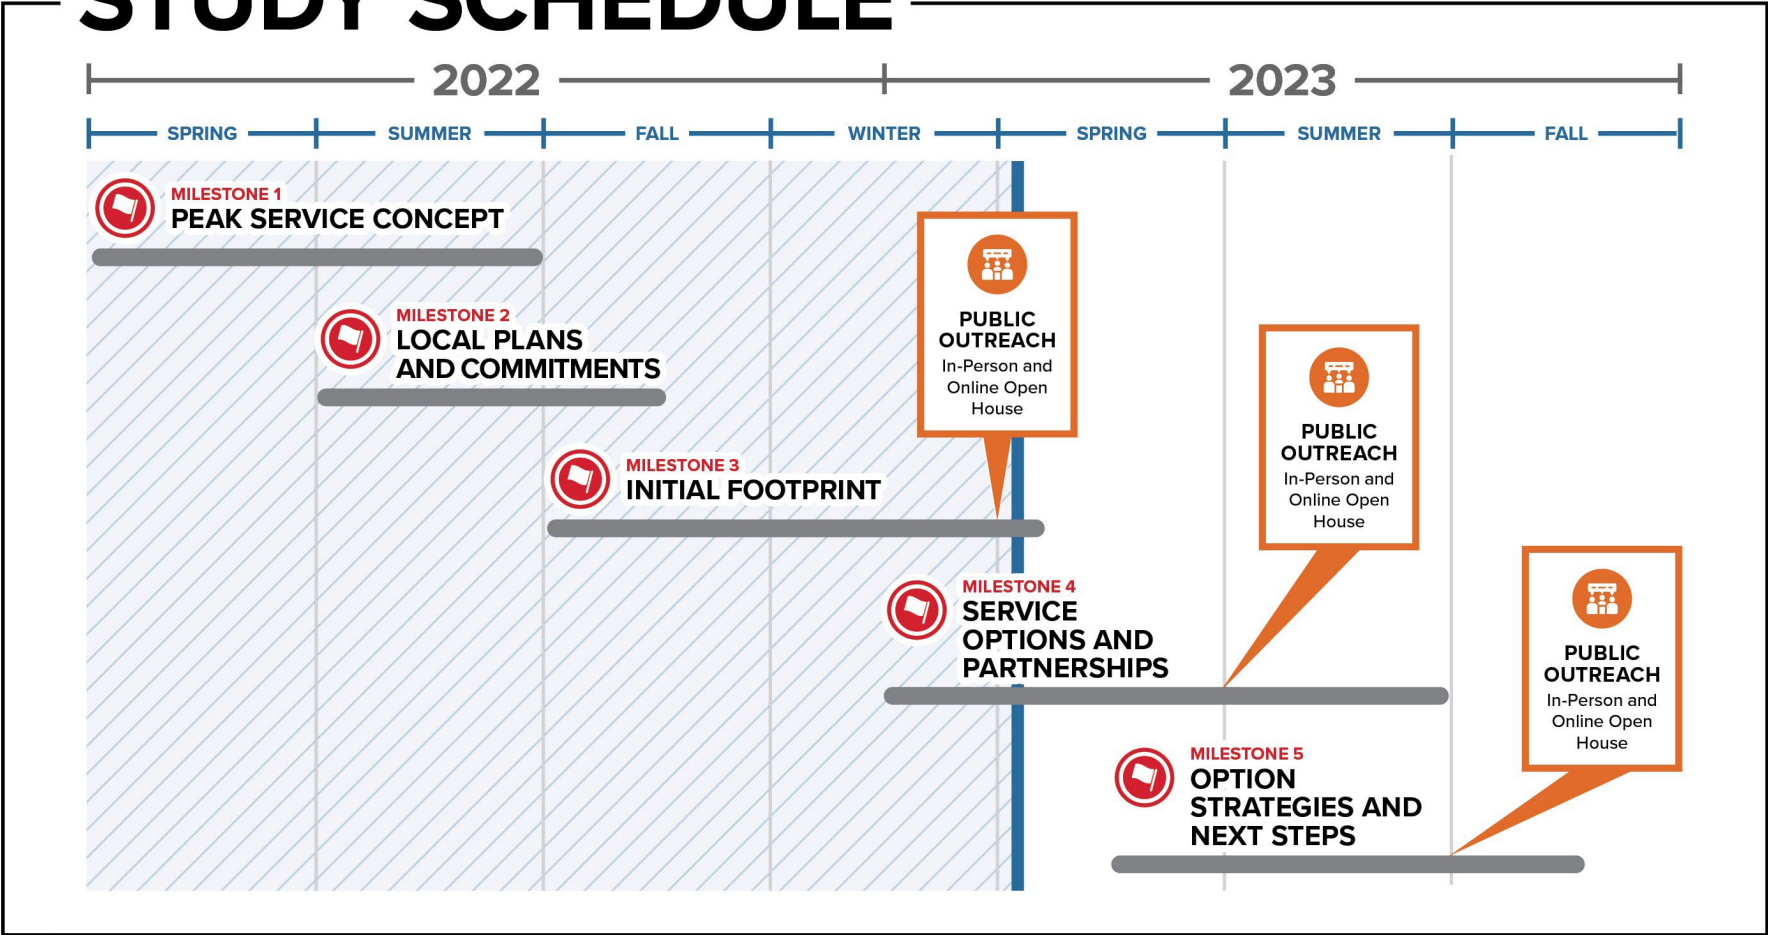 STUDY SCHEDULE
2022
2023
SPRING
SUMMER
FALL
WINTER
SPRING
SUMMER
FALL
MILESTONE 1
PEAK SERVICE CONCEPT
MILESTONE 2
LOCAL PLANS
AND COMMITMENTS
MILESTONE 3
INITIAL FOOTPRINT
PUBLIC
OUTREACH
In-Person and
Online Open
House
MILESTONE 4
SERVICE
OPTIONS AND
PARTNERSHIPS
PUBLIC
OUTREACH
In-Person and
Online Open
House
MILESTONE 5
OPTION
STRATEGIES AND
NEXT STEPS
PUBLIC
OUTREACH
In-Person and
Online Open
House